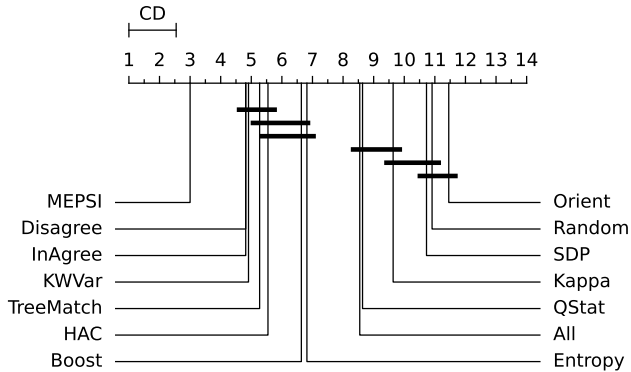 CD
1 2 3 4 5 6 7 8 9 10 11 12 13 14
MEPSI Orient
Disagree Random
InAgree SDP
KWVar Kappa
TreeMatch QStat
HAC All
Boost Entropy